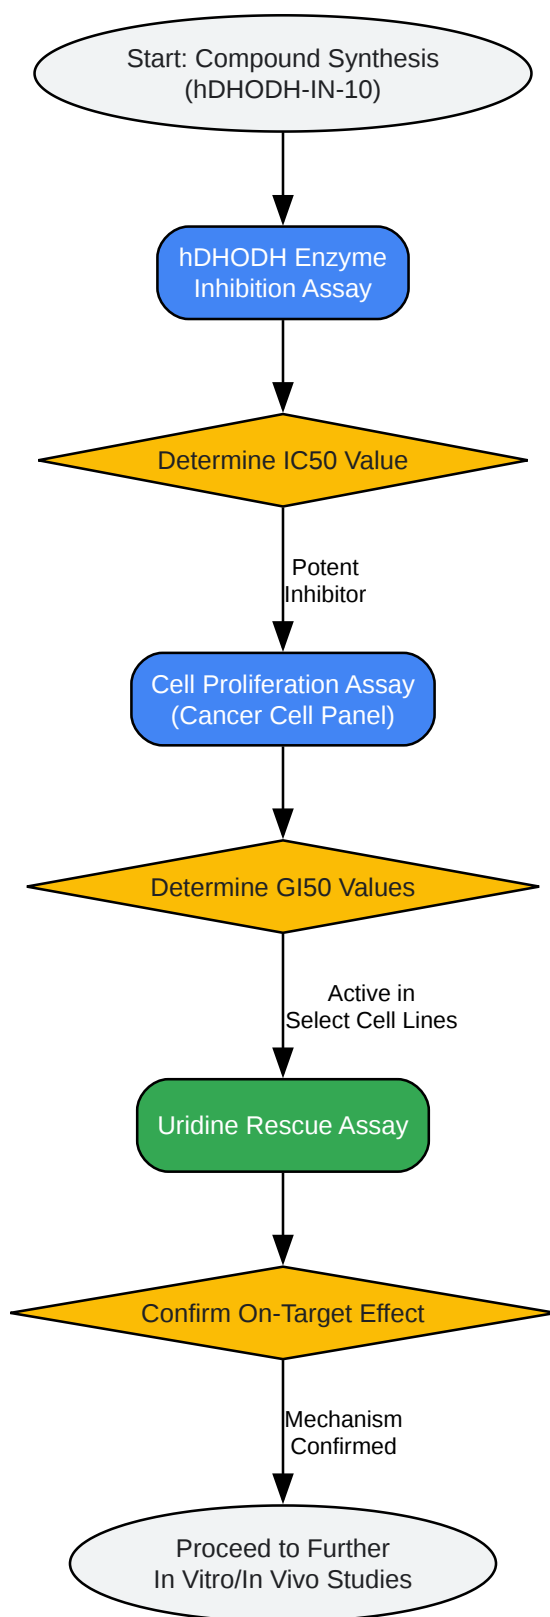 Start: Compound Synthesis
(hDHODH-IN-10)
hDHODH Enzyme
Inhibition Assay
Determine IC50 Value
Potent
Inhibitor
Cell Proliferation Assay
(Cancer Cell Panel)
Determine GI50 Values
Active in
Select Cell Lines
Uridine Rescue Assay
Confirm On-Target Effect
Mechanism
Confirmed
Proceed to Further
In Vitro/In Vivo Studies